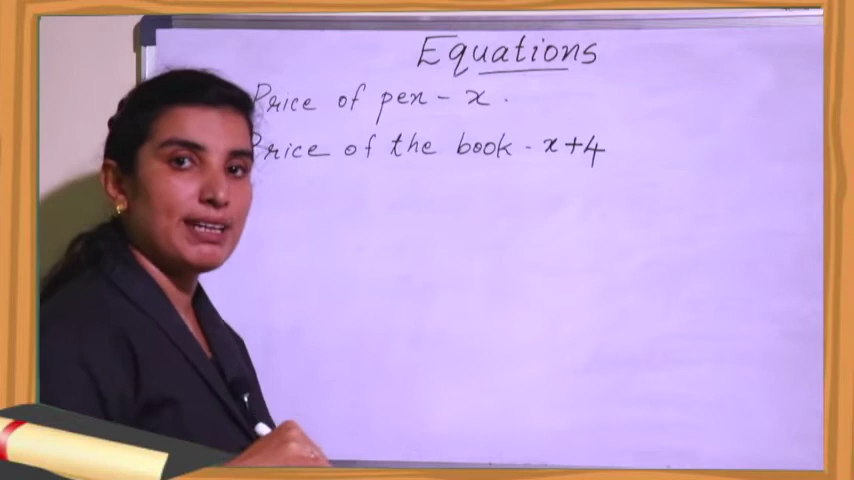 Equations
Price of pen - x.
Price of the book - x+4